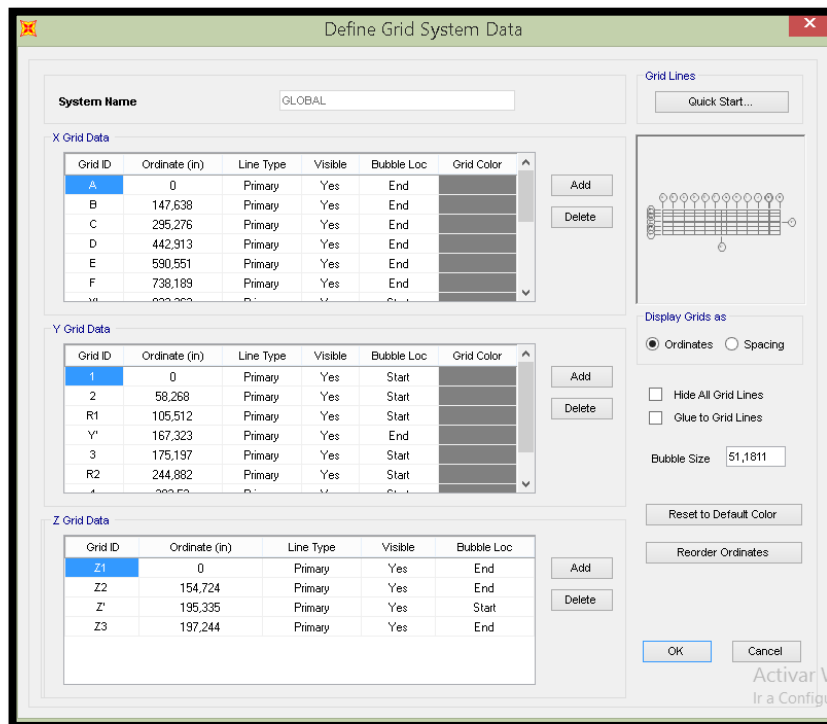 Define Grid System Data
System Name GLOBAL
Grid Lines
Quick Start...
X Grid Data
Grid ID Ordinate (in) Line Type Visible Bubble Loc Grid Color
A 0 Primary Yes End
B 147,638 Primary Yes End
C 295,276 Primary Yes End
D 442,913 Primary Yes End
E 590,551 Primary Yes End
F 738,189 Primary Yes End
Add
Delete
Y Grid Data
Grid ID Ordinate (in) Line Type Visible Bubble Loc Grid Color
1 0 Primary Yes Start
2 58,268 Primary Yes Start
R1 105,512 Primary Yes Start
Y' 167,323 Primary Yes End
3 175,197 Primary Yes Start
R2 244,882 Primary Yes Start
Add
Delete
Z Grid Data
Grid ID Ordinate (in) Line Type Visible Bubble Loc
Z1 0 Primary Yes End
Z2 154,724 Primary Yes End
Z' 195,335 Primary Yes Start
Z3 197,244 Primary Yes End
Add
Delete
Display Grids as
Ordinates Spacing
Hide All Grid Lines
Glue to Grid Lines
Bubble Size 51,1811
Reset to Default Color
Reorder Ordinates
OK Cancel
Activar
Ir a Config